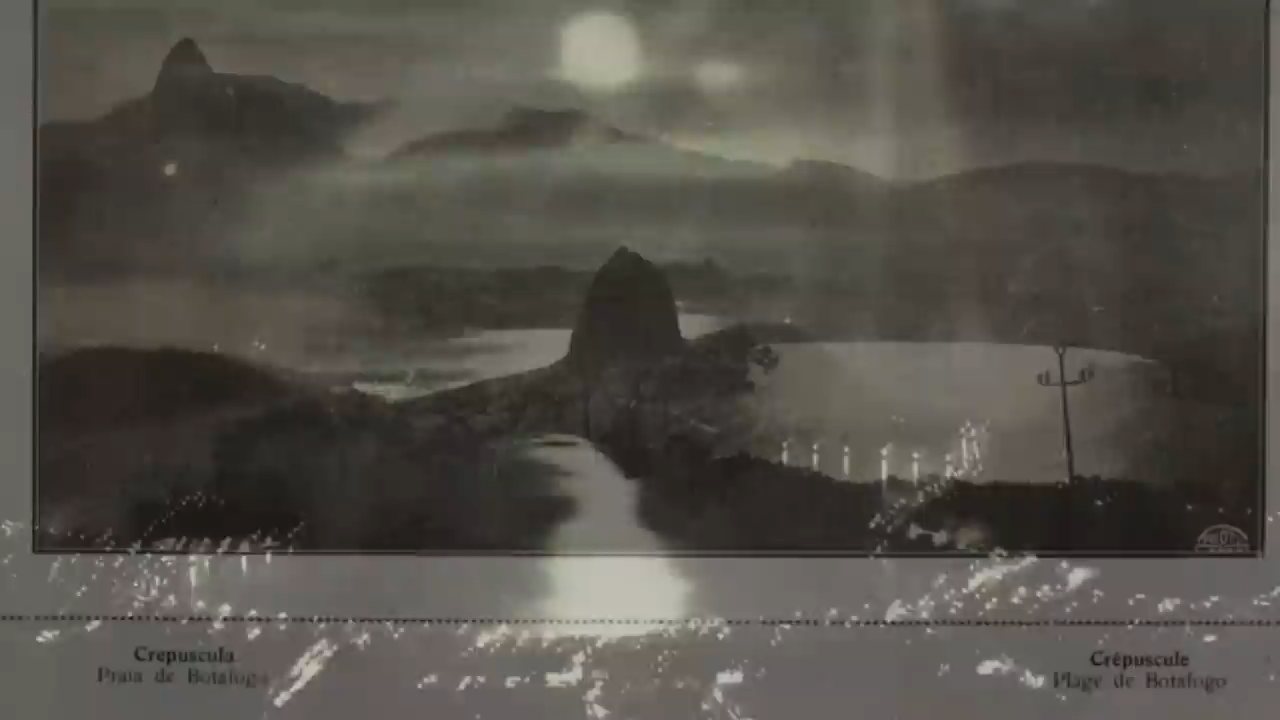 Crepuscula
Praia de Botafogo
Crépuscule
Plage de Botafogo